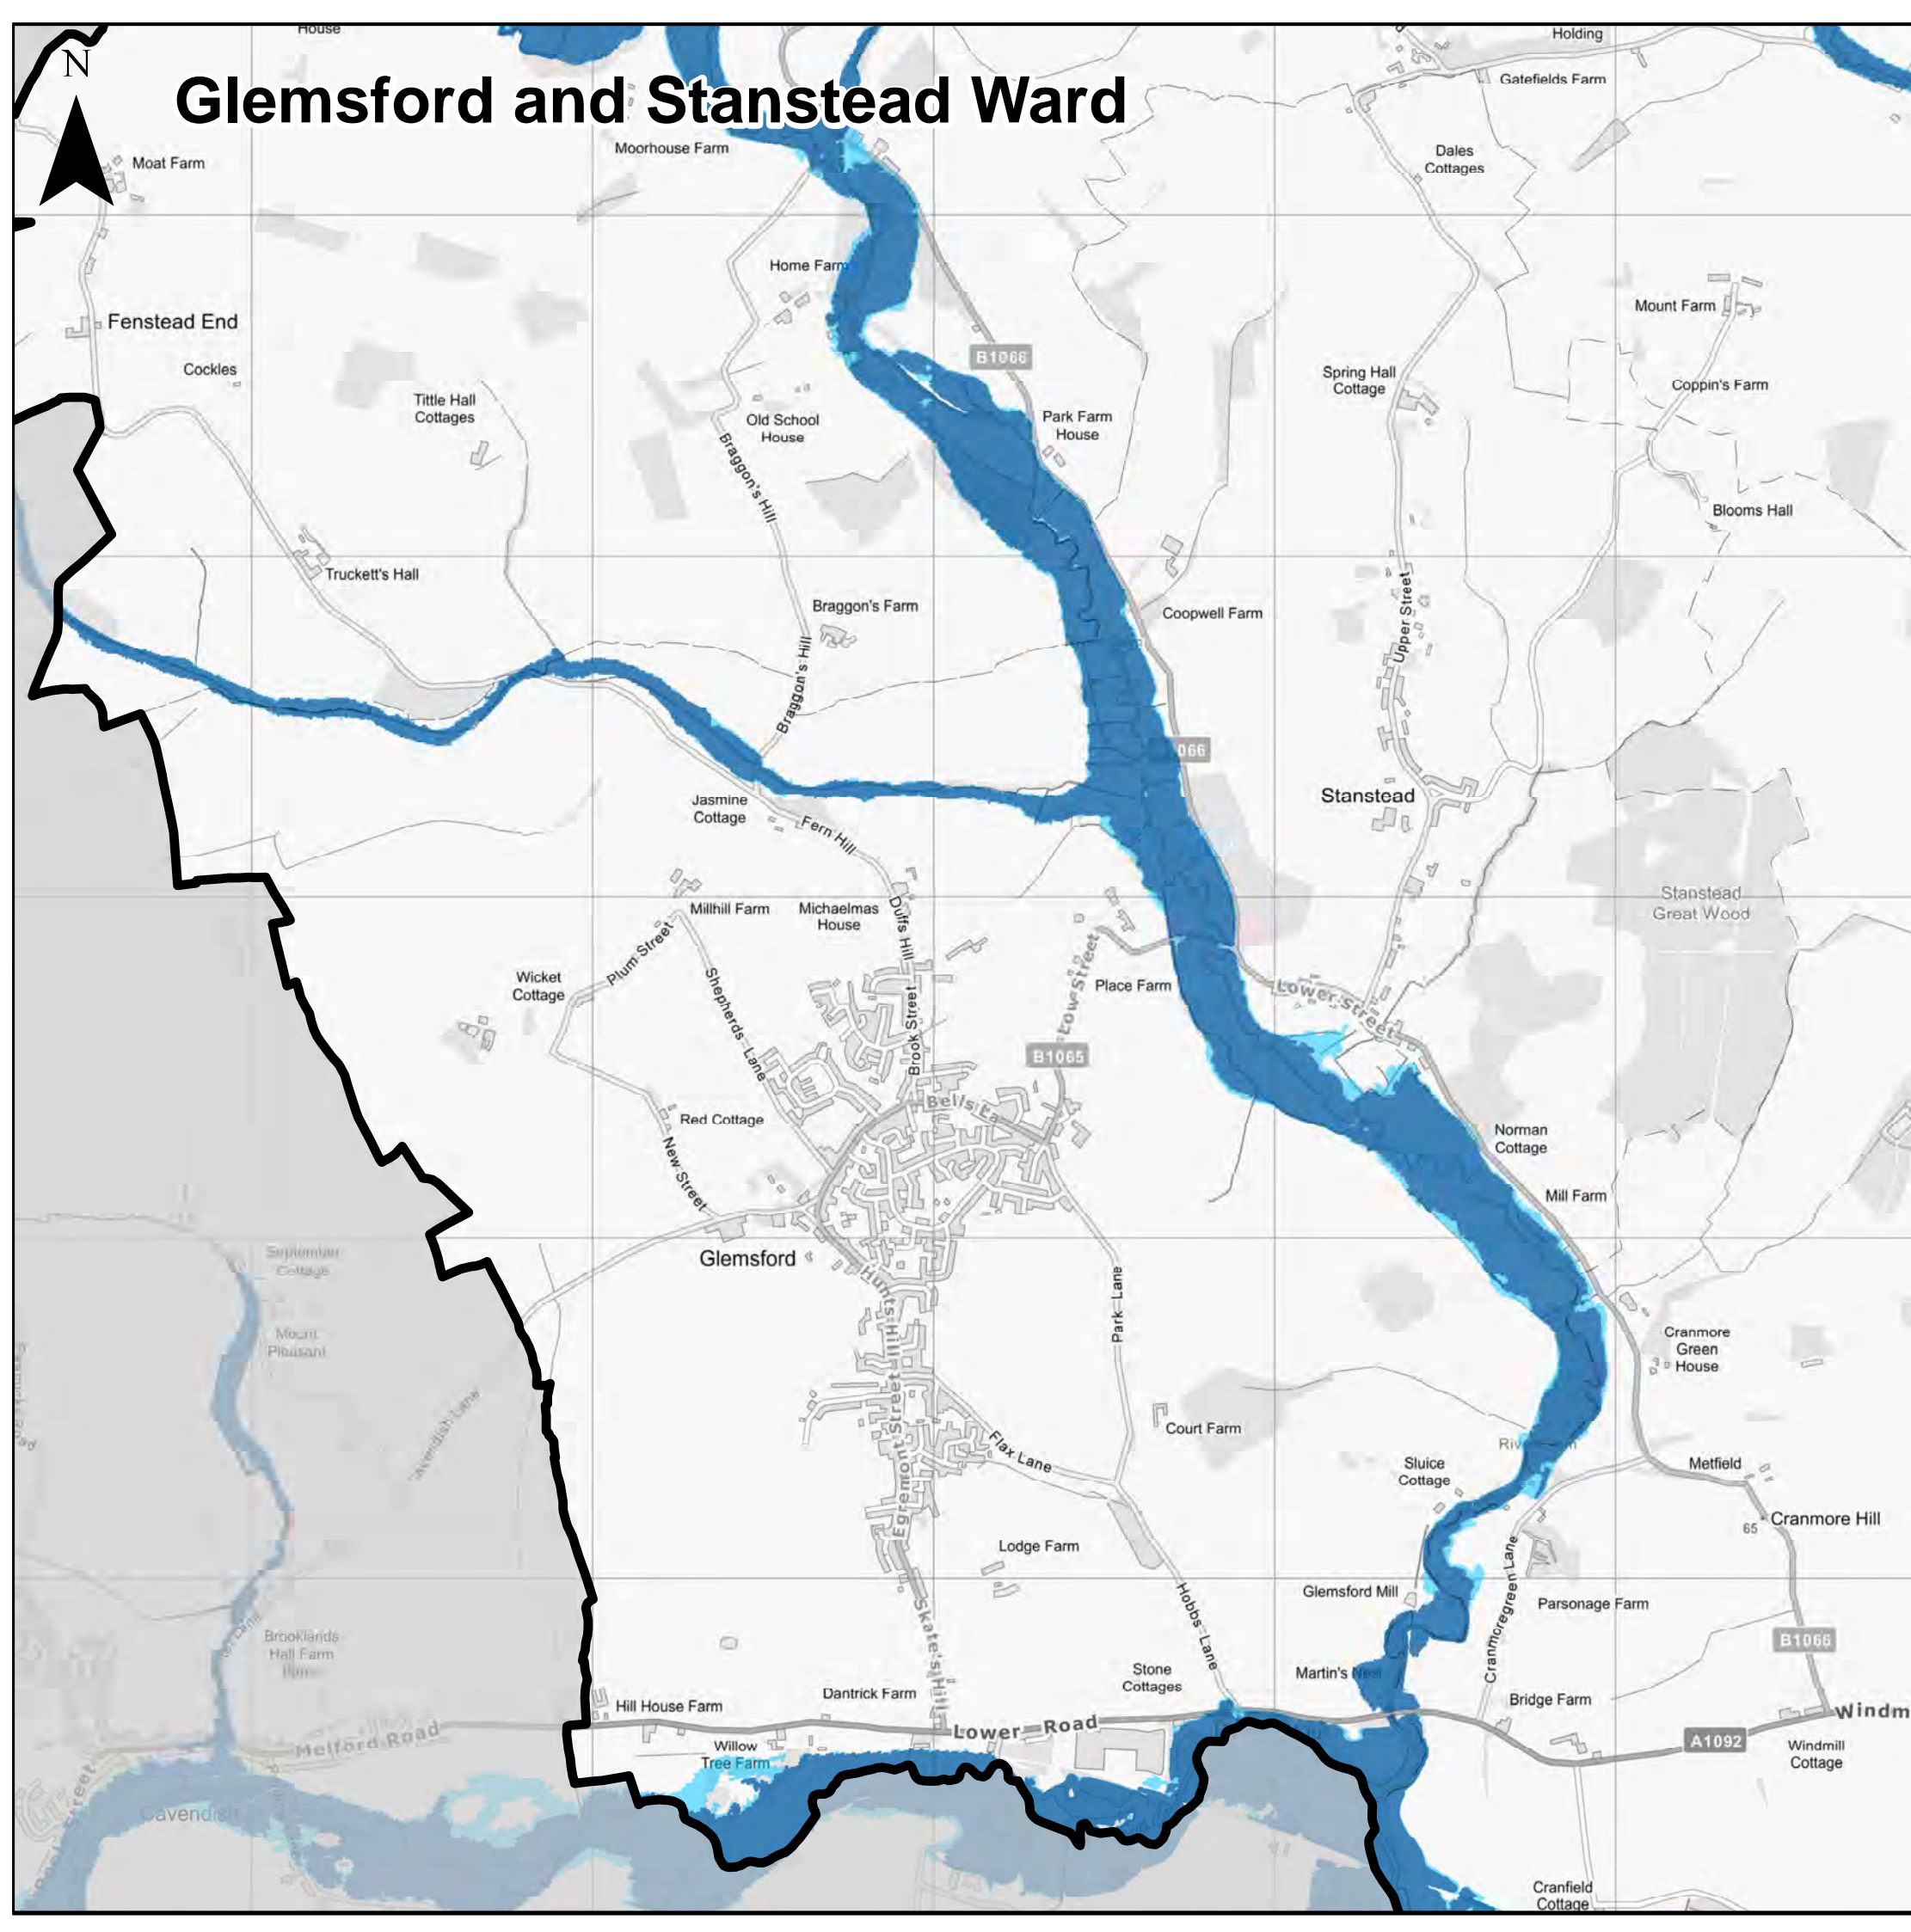 House
Holding
N
Glemsford and Stanstead Ward
Gatefields Farm
Moat Farm
Moorhouse Farm
Dales
Cottages
Home Farm
Mount Farm
Fenstead End
B1066
Cockles
Spring Hall
Cottage
Coppin's Farm
Tittle Hall
Cottages
Old School
House
Park Farm
House
Braggon's Hill
Blooms Hall
Truckett's Hall
Braggon's Farm
Coopwell Farm
Upper Street
Braggon's Hill
066
Jasmine
Cottage
Stanstead
Fern Hill
Millhill Farm
Michaelmas
House
Duffs Hill
Stanstead
Great Wood
Plum Street
Wicket
Cottage
Shepherds Lane
Low Street
Place Farm
Lower Street
Brook Street
B1065
Bells La
Red Cottage
New Street
Norman
Cottage
Mill Farm
Glemsford
September
Cottage
Hunts Hill
Park Lane
Mount
Pleasant
Cranmore
Green
House
Cavendish Lane
Egremont Street
Flax Lane
Court Farm
Sluice
Cottage
Metfield
65
Cranmore Hill
Lodge Farm
Glemsford Mill
Cranmoregreen Lane
Parsonage Farm
Hobbs Lane
Skate's Hill
Brooklands
Hall Farm
B1066
Martin's Nest
Stone
Cottages
Hill House Farm
Dantrick Farm
Bridge Farm
Lower Road
Windm
Melford Road
Willow
Tree Farm
A1092
Windmill
Cottage
Cavendish
Street
Cranfield
Cottage